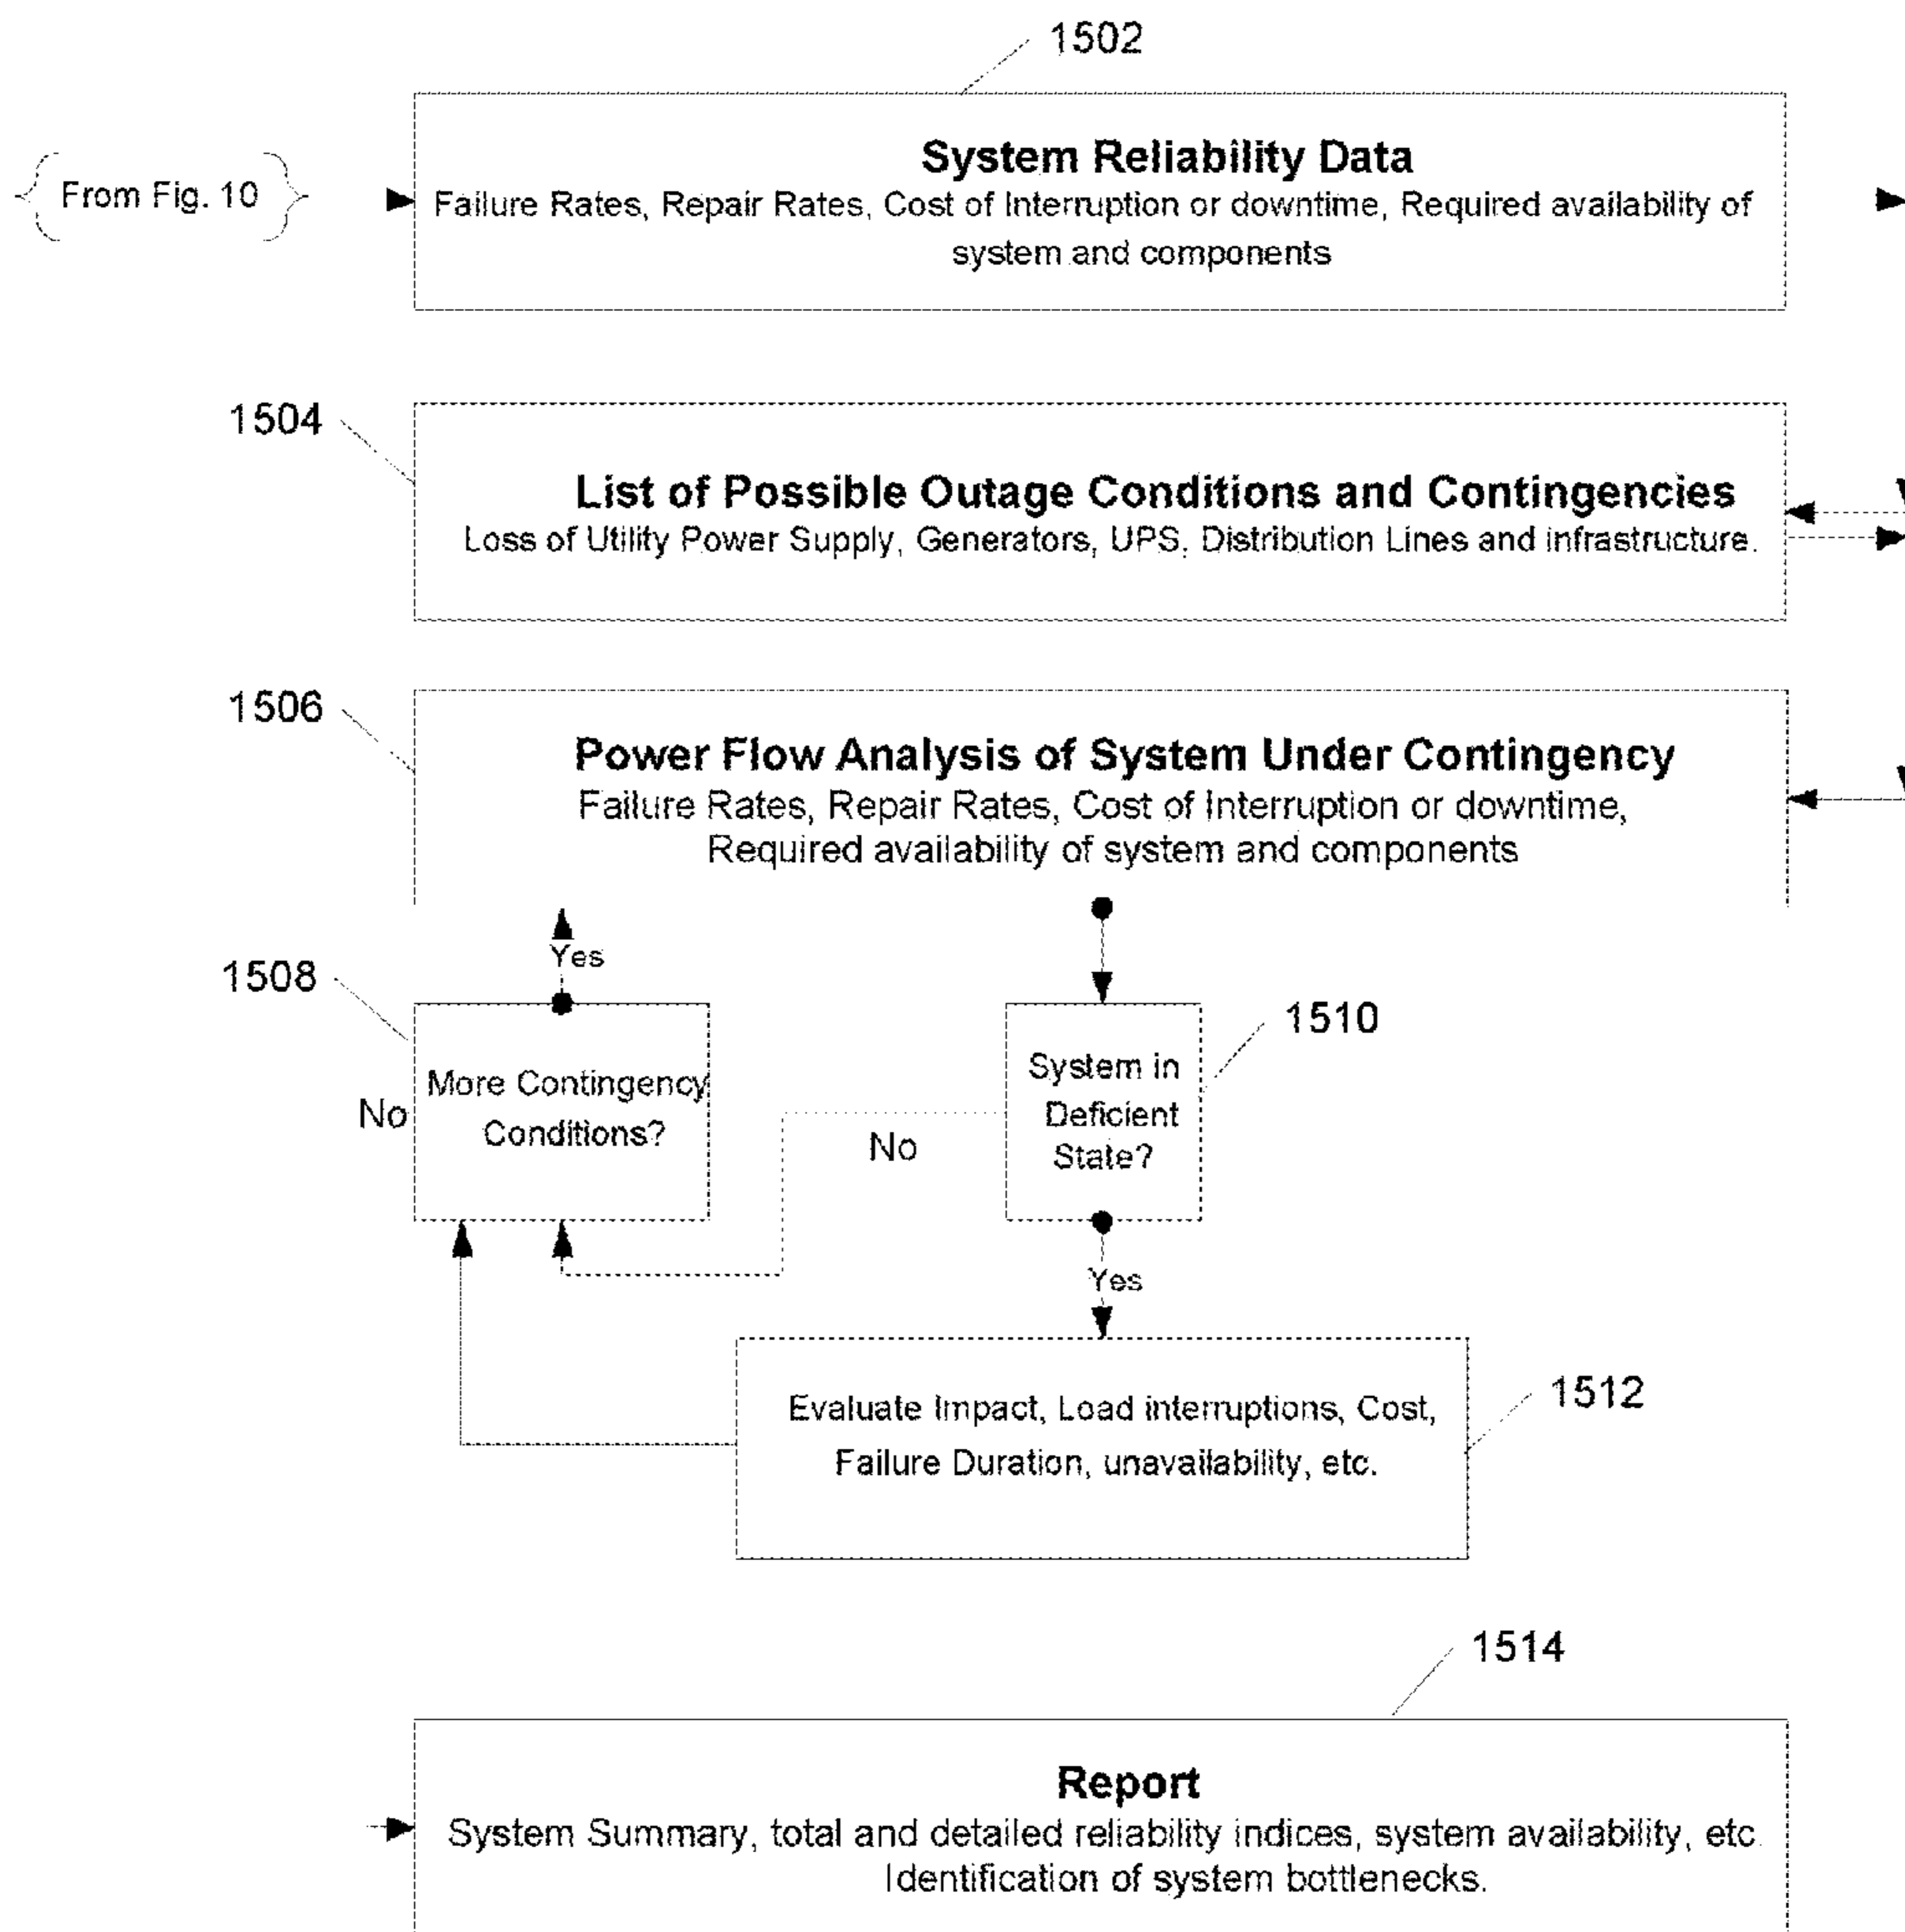 1502
System Reliability Data
From Fig. 10
Failure Rates, Repair Rates, Cost of Interruption or downtime, Required availability of
system and components
1504
List of Possible Outage Conditions and Contingencies
Loss of Utility Power Supply, Generators, UPS, Distribution Lines and infrastructure.
1506
Power Flow Analysis of System Under Contingency
Failure Rates, Repair Rates, Cost of Interruption or downtime,
Required availability of system and components
Yes
1508
1510
More Contingency
Conditions?
No
System in
Deficient
State?
No
Yes
1512
Evaluate Impact, Load interruptions, Cost,
Failure Duration, unavailability, etc.
1514
Report
System Summary, total and detailed reliability indices, system availability, etc.
Identification of system bottlenecks.